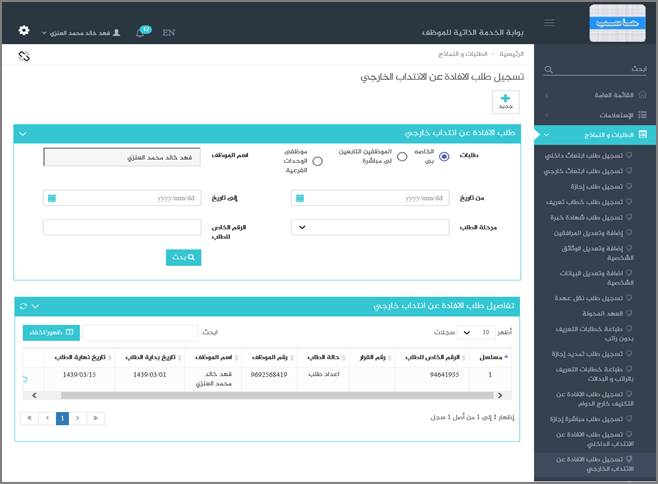 حاسب
بوابة الخدمة الذاتية للموظف
EN
12
فهد خالد محمد العنزي
الرئيسية - الطلبات و النماذج
تسجيل طلب الافادة عن الانتداب الخارجي
جديد
طلب الافادة عن انتداب خارجي
طلبات
الخاصه بى
الموظفين التابعين لى مباشرة
موظفى الوحدات الفرعية
اسم الموظف
فهد خالد محمد العنزي
من تاريخ
yyyy/mm/dd
إلى تاريخ
yyyy/mm/dd
مرحلة الطلب
الرقم الخاص للطلب
بحث
تفاصيل طلب الافادة عن انتداب خارجي
أظهر 10 سجلات
ابحث:
اظهار/اخفاء
مسلسل الرقم الخاص للطلب رقم القرار حالة الطلب رقم الموظف اسم الموظف تاريخ بداية الطلب تاريخ نهاية الطلب
1 94641935 اعداد طلب 9692568419 فهد خالد محمد العنزي 1439/03/01 1439/03/15
إظهار 1 إلى 1 من أصل 1 سجل
1
ابحث
القائمة العامة
الإستعلامات
الطلبات و النماذج
تسجيل طلب ابتعاث داخلي
تسجيل طلب ابتعاث خارجي
تسجيل طلب إجازة
تسجيل طلب خطاب تعريف
تسجيل طلب شهادة خبرة
إضافة وتعديل المرافقين
إضافة وتعديل الوثائق
الشخصية
اضافة وتعديل البيانات
الشخصية
تسجيل طلب نقل عهدة
العهد المحولة
طباعة خطابات التعريف
بدون راتب
تسجيل طلب تمديد إجازة
طباعة خطابات التعريف
بالراتب و البدلات
تسجيل طلب الافادة عن
التكليف خارج الدوام
تسجيل طلب مباشرة إجازة
تسجيل طلب الافادة عن
الانتداب الداخلي
تسجيل طلب الافادة عن
الانتداب الخارجي